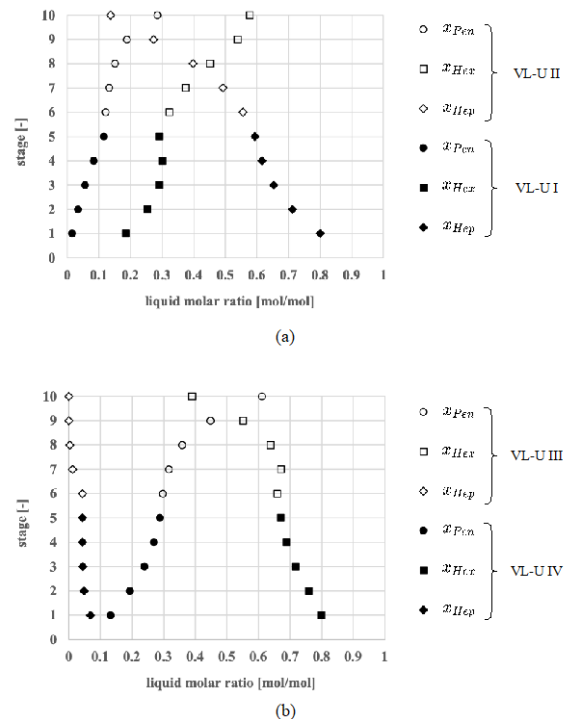 10
9
8
7
6
5
4
3
2
1
0
stage [-]
0 0.1 0.2 0.3 0.4 0.5 0.6 0.7 0.8 0.9 1
liquid molar ratio [mol/mol]
x_Pen
x_Hex
x_Hep
VL-U II
x_Pen
x_Hex
x_Hep
VL-U I
(a)
10
9
8
7
6
5
4
3
2
1
0
stage [-]
0 0.1 0.2 0.3 0.4 0.5 0.6 0.7 0.8 0.9 1
liquid molar ratio [mol/mol]
x_Pen
x_Hex
x_Hep
VL-U III
x_Pen
x_Hex
x_Hep
VL-U IV
(b)